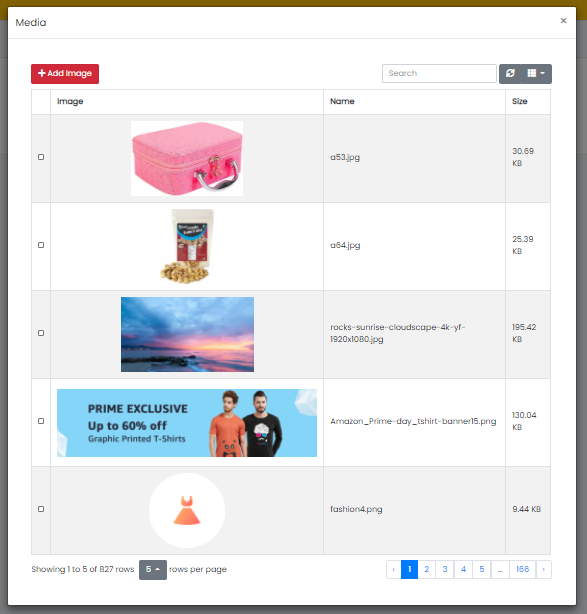 Media
×
Add Image
Search
Image Name Size
a53.jpg
30.69
KB
a64.jpg
25.39
KB
rocks-sunrise-cloudscape-4k-yf-
1920x1080.jpg
195.42
KB
PRIME EXCLUSIVE
Up to 60% off
Graphic Printed T-Shirts
Amazon_Prime-day_tshirt-banner15.png
130.04
KB
fashion4.png
9.44 KB
Showing 1 to 5 of 827 rows 5 rows per page
‹ 1 2 3 4 5 ... 166 ›